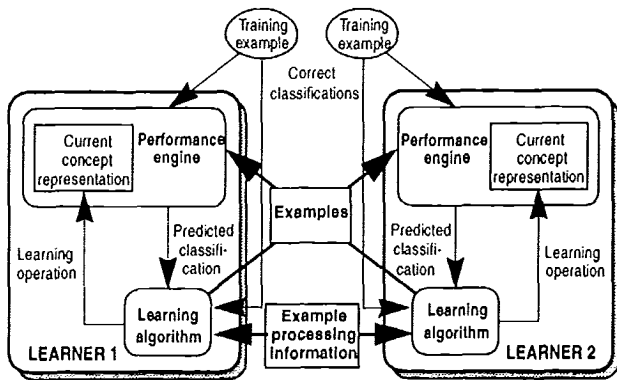 Training
example
Training
example
Correct
classifications
Current
concept
representation
Performance
engine
Performance
engine
Current
concept
representation
Examples
Learning
operation
Predicted
classifi-
cation
Predicted
classifi-
cation
Learning
operation
Learning
algorithm
Example
processing
information
Learning
algorithm
LEARNER 1
LEARNER 2